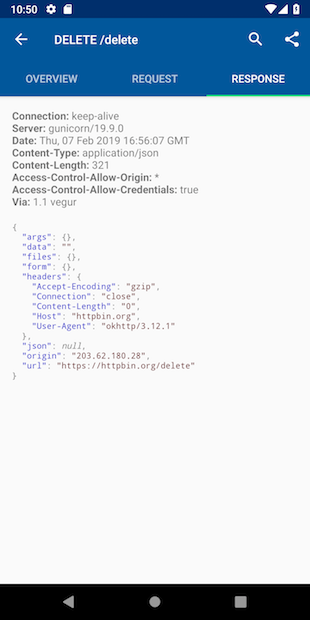 10:50
DELETE /delete
OVERVIEW REQUEST RESPONSE
Connection: keep-alive
Server: gunicorn/19.9.0
Date: Thu, 07 Feb 2019 16:56:07 GMT
Content-Type: application/json
Content-Length: 321
Access-Control-Allow-Origin: *
Access-Control-Allow-Credentials: true
Via: 1.1 vegur
{
  "args": {},
  "data": "",
  "files": {},
  "form": {},
  "headers": {
    "Accept-Encoding": "gzip",
    "Connection": "close",
    "Content-Length": "0",
    "Host": "httpbin.org",
    "User-Agent": "okhttp/3.12.1"
  },
  "json": null,
  "origin": "203.62.180.28",
  "url": "https://httpbin.org/delete"
}